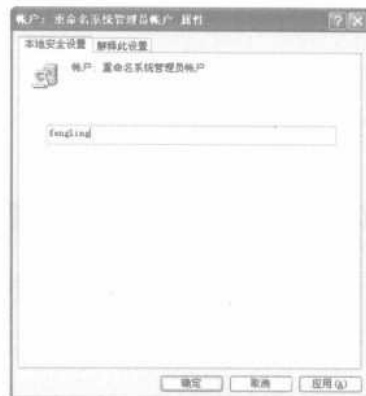 帐户: 重命名系统管理员帐户 属性
本地安全设置 解释此设置
帐户: 重命名系统管理员帐户
fengling
确定 取消 应用(A)